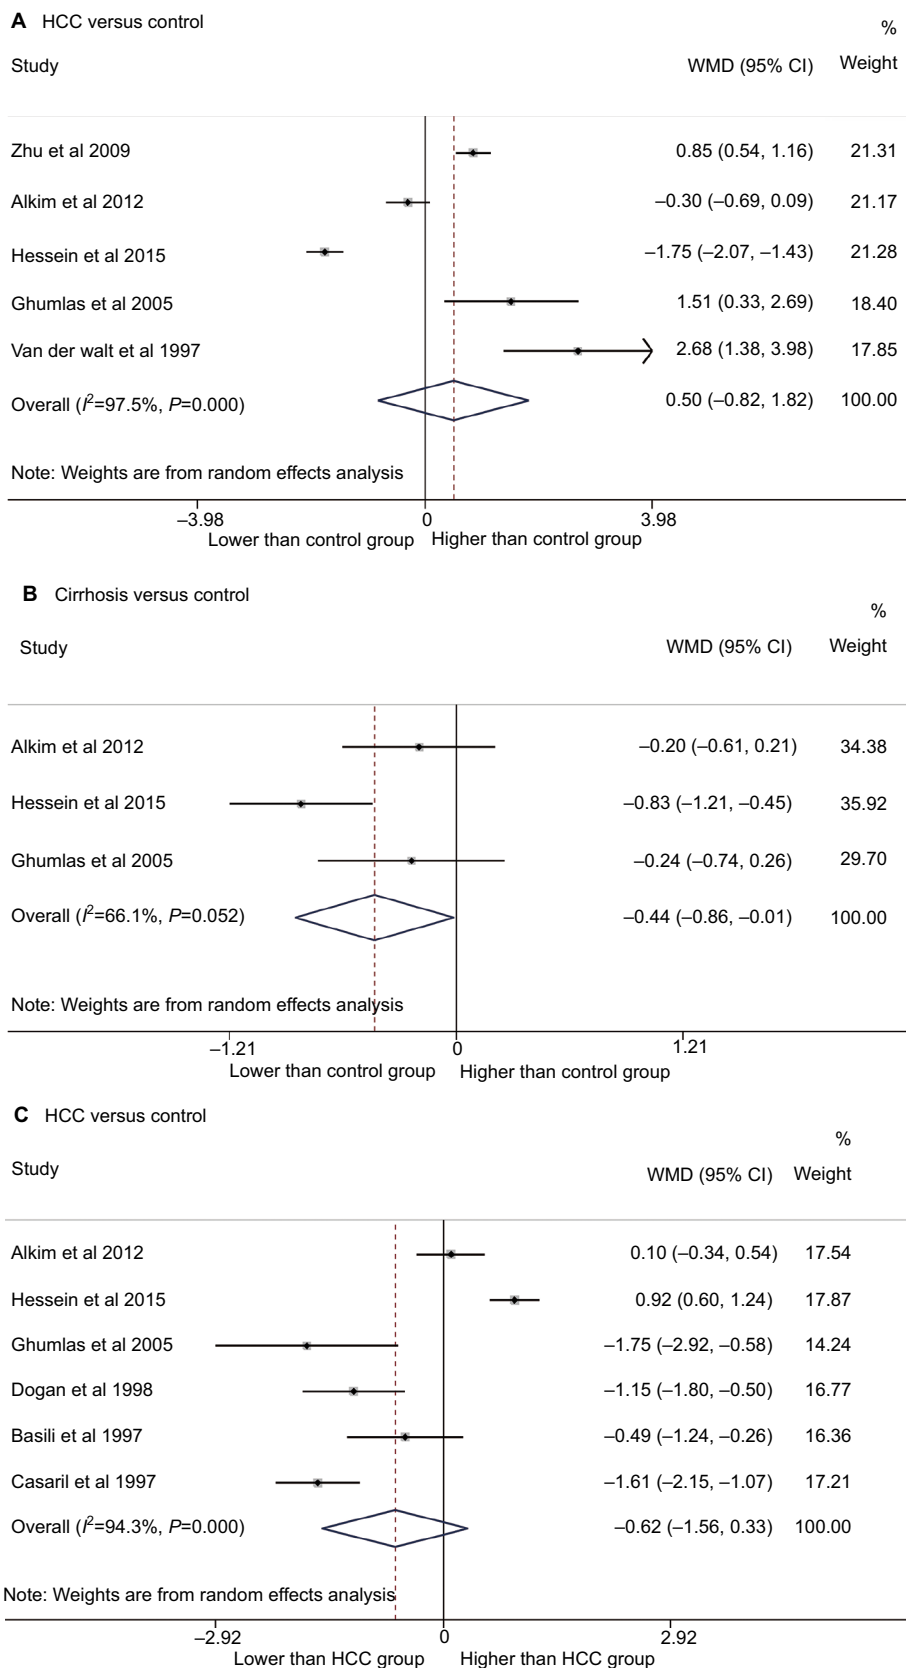 A HCC versus control
%
Study WMD (95% CI) Weight
Zhu et al 2009 0.85 (0.54, 1.16) 21.31
Alkim et al 2012 –0.30 (–0.69, 0.09) 21.17
Hessein et al 2015 –1.75 (–2.07, –1.43) 21.28
Ghumlas et al 2005 1.51 (0.33, 2.69) 18.40
Van der walt et al 1997 2.68 (1.38, 3.98) 17.85
Overall (I²=97.5%, P=0.000) 0.50 (–0.82, 1.82) 100.00
Note: Weights are from random effects analysis
–3.98 0 3.98
Lower than control group Higher than control group
B Cirrhosis versus control
%
Study WMD (95% CI) Weight
Alkim et al 2012 –0.20 (–0.61, 0.21) 34.38
Hessein et al 2015 –0.83 (–1.21, –0.45) 35.92
Ghumlas et al 2005 –0.24 (–0.74, 0.26) 29.70
Overall (I²=66.1%, P=0.052) –0.44 (–0.86, –0.01) 100.00
Note: Weights are from random effects analysis
–1.21 0 1.21
Lower than control group Higher than control group
C HCC versus control
%
Study WMD (95% CI) Weight
Alkim et al 2012 0.10 (–0.34, 0.54) 17.54
Hessein et al 2015 0.92 (0.60, 1.24) 17.87
Ghumlas et al 2005 –1.75 (–2.92, –0.58) 14.24
Dogan et al 1998 –1.15 (–1.80, –0.50) 16.77
Basili et al 1997 –0.49 (–1.24, –0.26) 16.36
Casaril et al 1997 –1.61 (–2.15, –1.07) 17.21
Overall (I²=94.3%, P=0.000) –0.62 (–1.56, 0.33) 100.00
Note: Weights are from random effects analysis
–2.92 0 2.92
Lower than HCC group Higher than HCC group